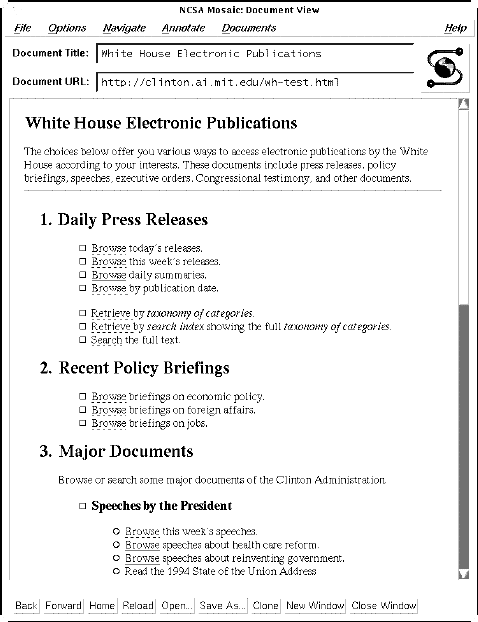 NCSA Mosaic: Document View
File Options Navigate Annotate Documents Help
Document Title: White House Electronic Publications
Document URL: http://clinton.ai.mit.edu/wh-test.html
White House Electronic Publications
The choices below offer you various ways to access electronic publications by the White
House according to your interests. These documents include press releases, policy
briefings, speeches, executive orders, Congressional testimony, and other documents.
1. Daily Press Releases
Browse today's releases.
Browse this week's releases.
Browse daily summaries.
Browse by publication date.
Retrieve by taxonomy of categories.
Retrieve by search index showing the full taxonomy of categories.
Search the full text.
2. Recent Policy Briefings
Browse briefings on economic policy.
Browse briefings on foreign affairs.
Browse briefings on jobs.
3. Major Documents
Browse or search some major documents of the Clinton Administration
Speeches by the President
Browse this week's speeches.
Browse speeches about health care reform.
Browse speeches about reinventing government.
Read the 1994 State of the Union Address
Back Forward Home Reload Open... Save As... Clone New Window Close Window